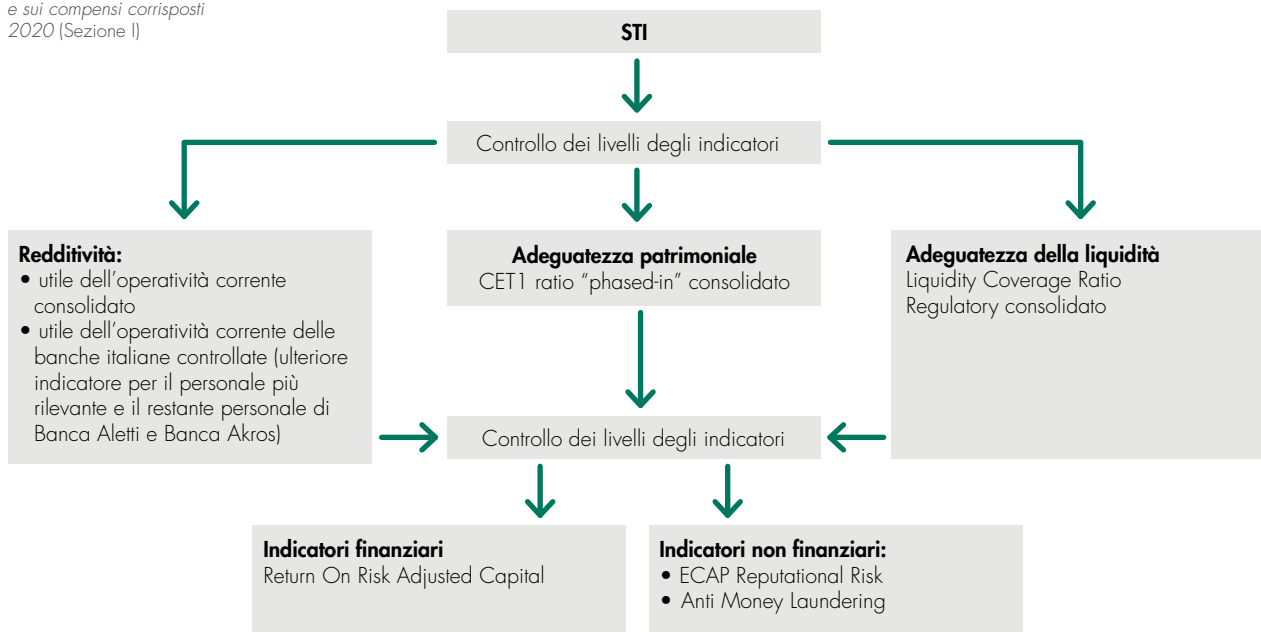 e sui compensi corrisposti
2020 (Sezione I)
STI
Controllo dei livelli degli indicatori
Redditività:
• utile dell’operatività corrente
consolidato
• utile dell’operatività corrente delle
banche italiane controllate (ulteriore
indicatore per il personale più
rilevante e il restante personale di
Banca Aletti e Banca Akros)
Adeguatezza patrimoniale
CET1 ratio “phased-in” consolidato
Adeguatezza della liquidità
Liquidity Coverage Ratio
Regulatory consolidato
Controllo dei livelli degli indicatori
Indicatori finanziari
Return On Risk Adjusted Capital
Indicatori non finanziari:
• ECAP Reputational Risk
• Anti Money Laundering